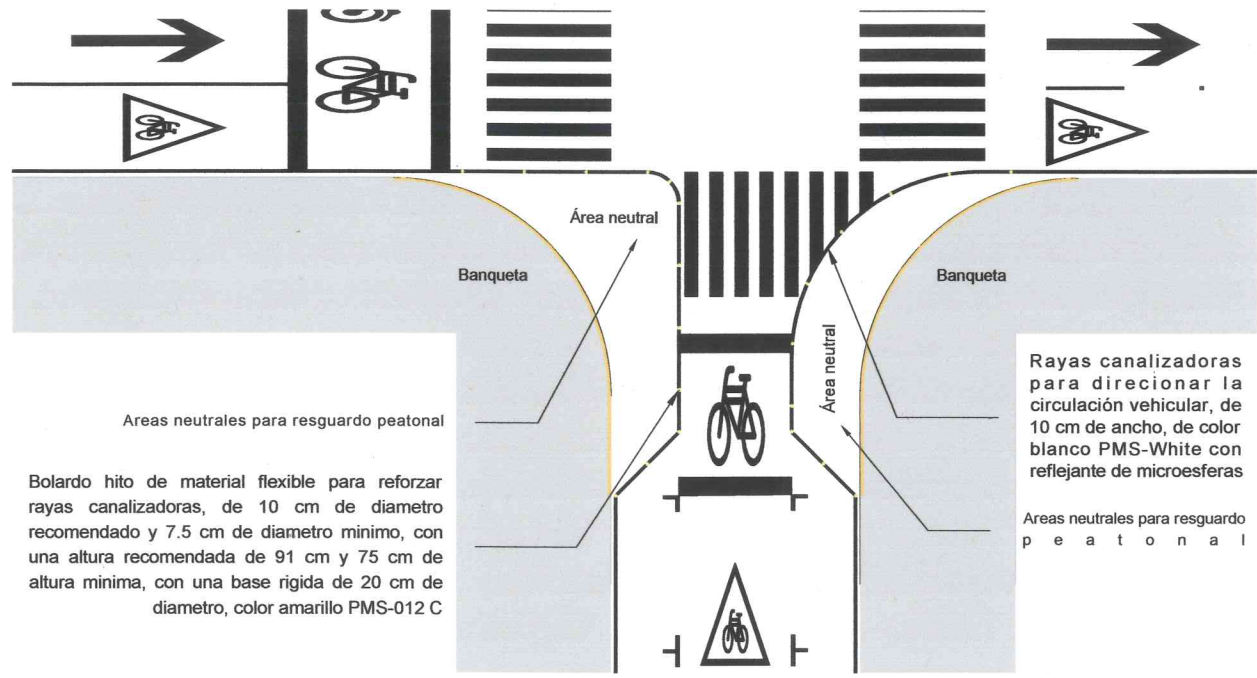 Área neutral
Banqueta
Banqueta
Área neutral
Areas neutrales para resguardo peatonal
Bolardo hito de material flexible para reforzar
rayas canalizadoras, de 10 cm de diametro
recomendado y 7.5 cm de diametro minimo, con
una altura recomendada de 91 cm y 75 cm de
altura minima, con una base rigida de 20 cm de
diametro, color amarillo PMS-012 C
Rayas canalizadoras
para direcionar la
circulación vehicular, de
10 cm de ancho, de color
blanco PMS-White con
reflejante de microesferas
Areas neutrales para resguardo
peatonal